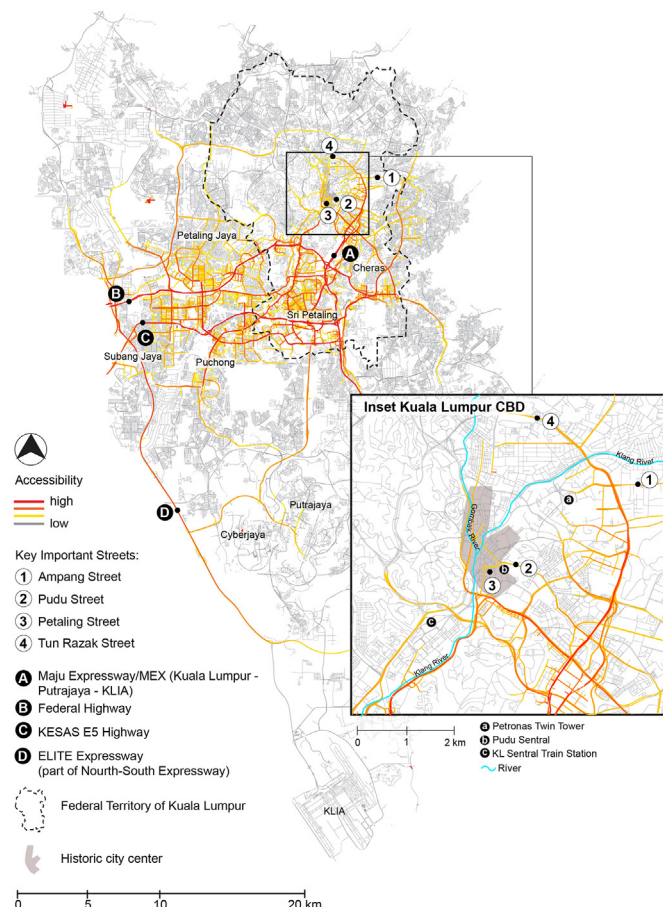 4
1
2
3
Petaling Jaya
A
Cheras
B
Sri Petaling
C
Subang Jaya
Puchong
Inset Kuala Lumpur CBD
4
Klang River
1
a
Gombak River
2
b
3
c
Klang River
0 1 2 km
a Petronas Twin Tower
b Pudu Sentral
c KL Sentral Train Station
River
D
Putrajaya
Cyberjaya
KLIA
Accessibility
high
low
Key Important Streets:
1 Ampang Street
2 Pudu Street
3 Petaling Street
4 Tun Razak Street
A Maju Expressway/MEX (Kuala Lumpur -
Putrajaya - KLIA)
B Federal Highway
C KESAS E5 Highway
D ELITE Expressway
(part of Nourth-South Expressway)
Federal Territory of Kuala Lumpur
Historic city center
0 5 10 20 km